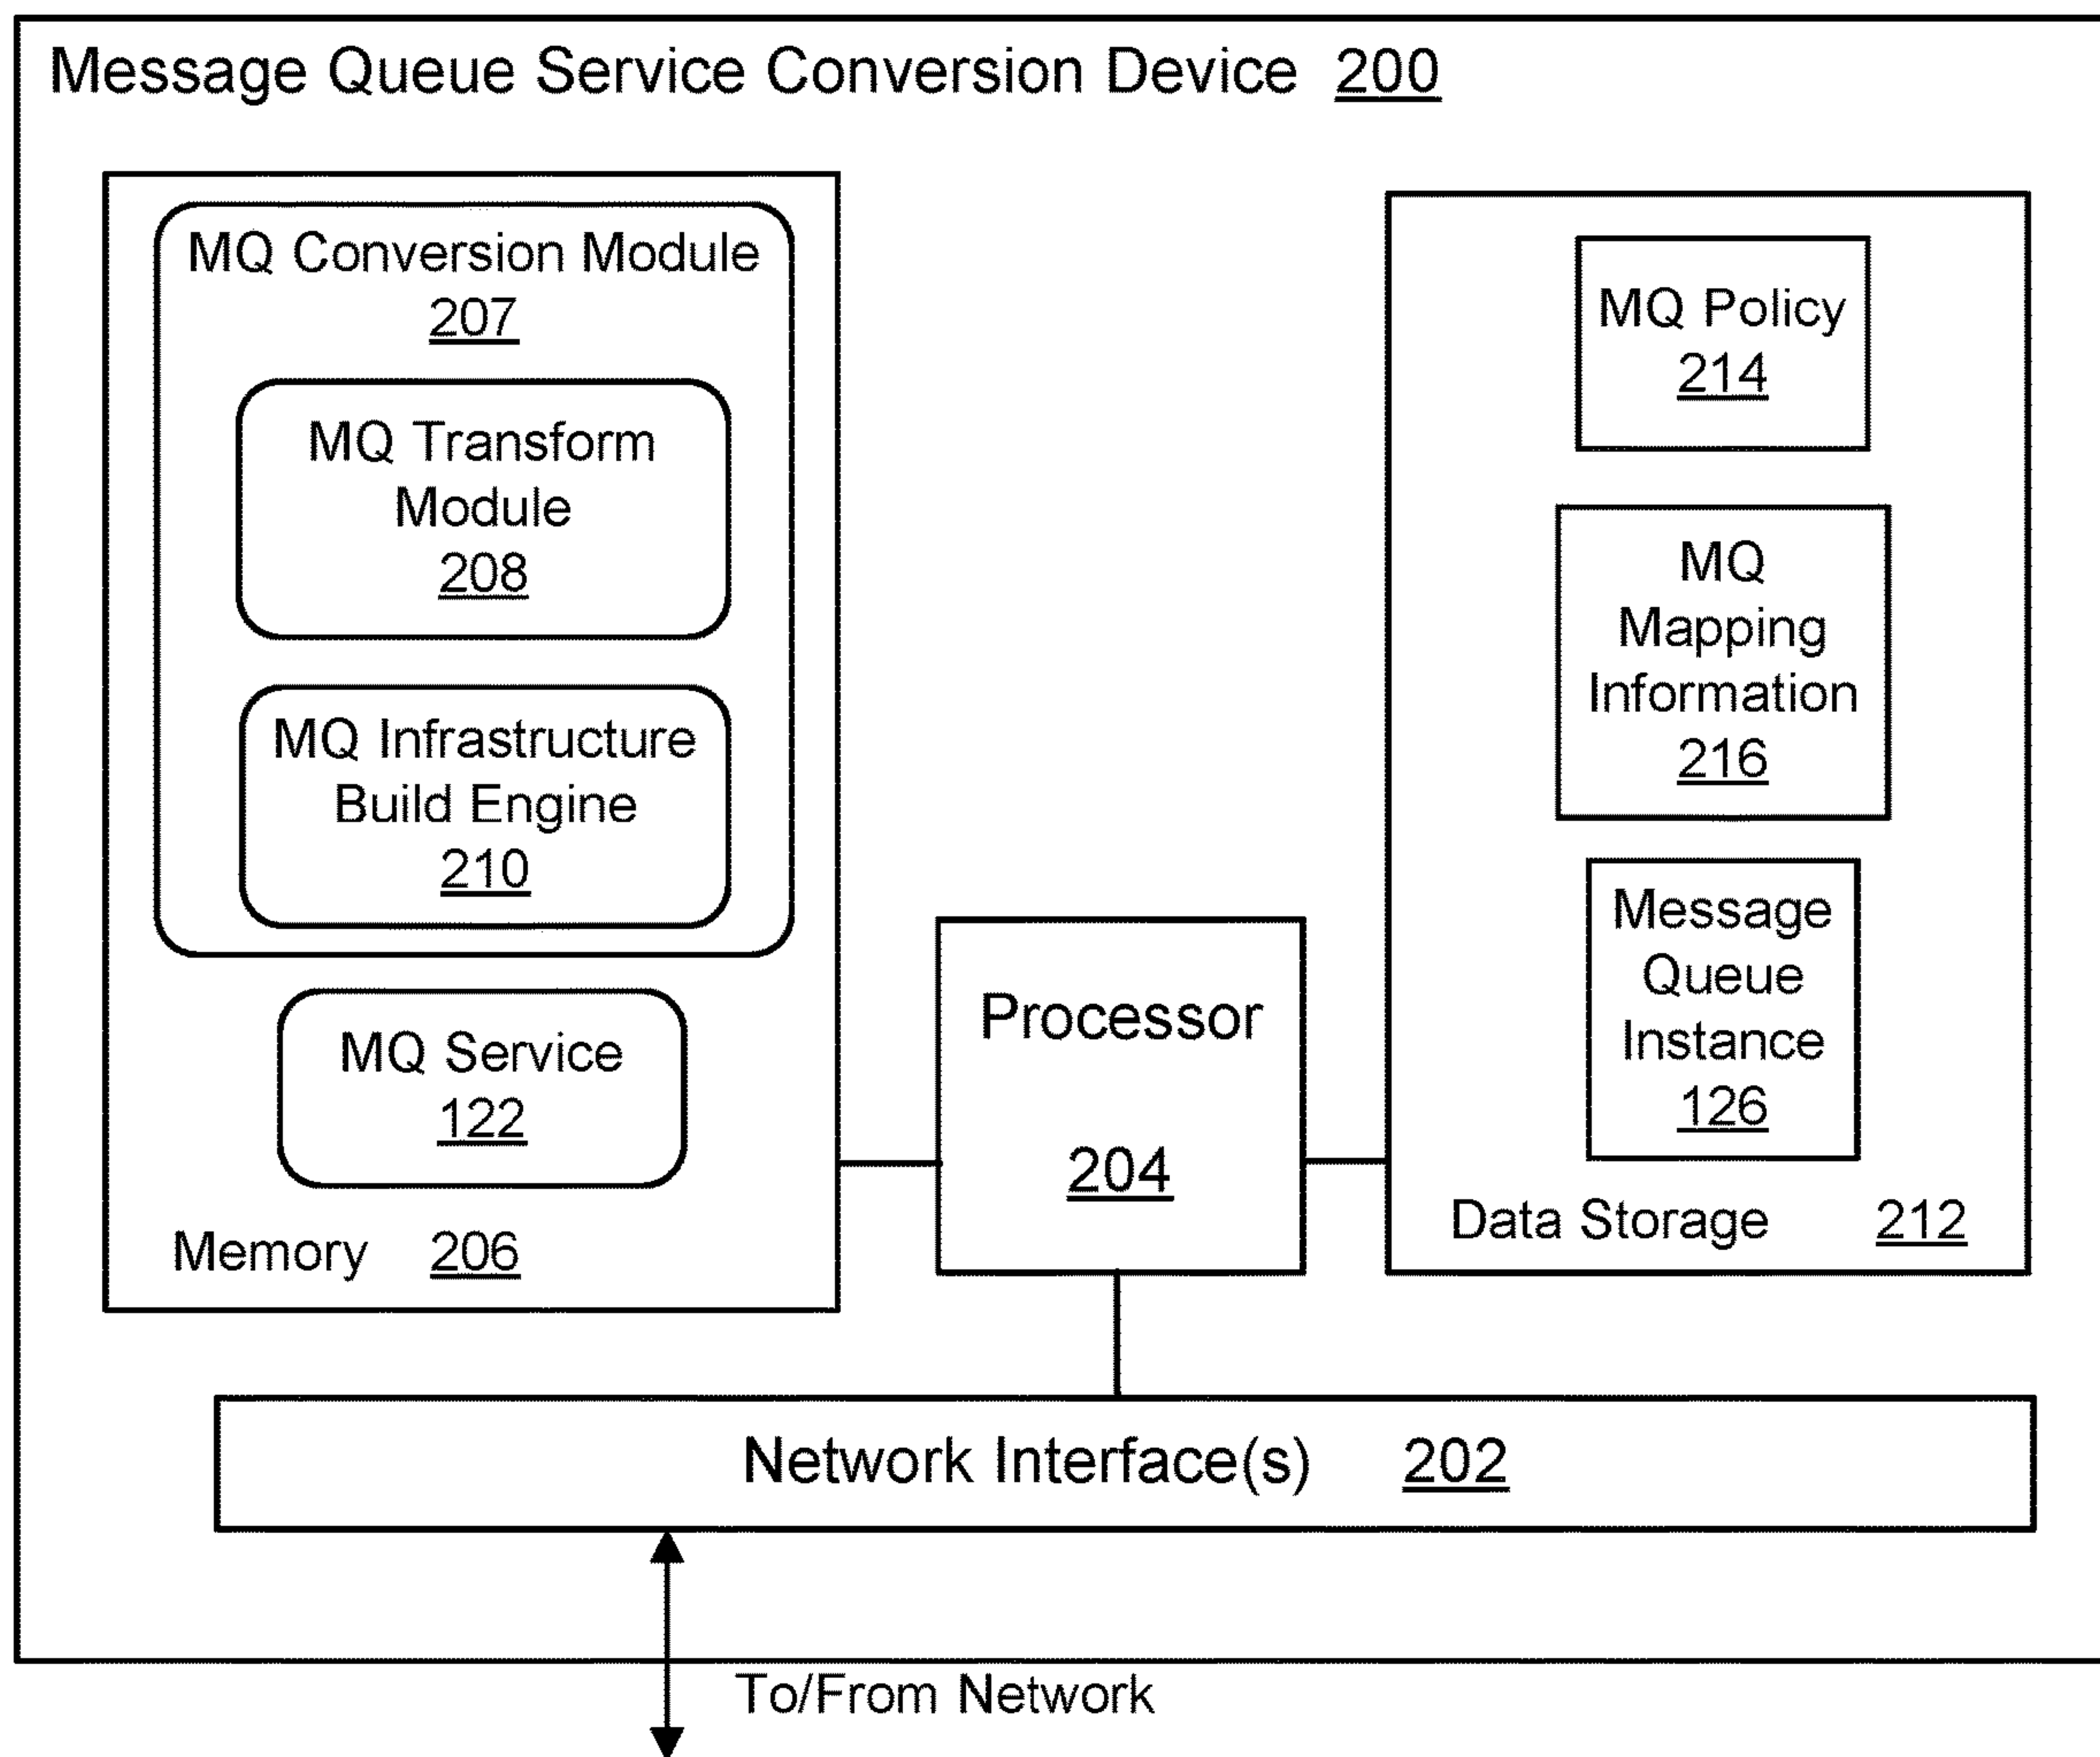 Message Queue Service Conversion Device 200
MQ Conversion Module
207
MQ Transform
Module
208
MQ Infrastructure
Build Engine
210
MQ Service
122
Memory 206
Processor
204
MQ Policy
214
MQ
Mapping
Information
216
Message
Queue
Instance
126
Data Storage 212
Network Interface(s) 202
To/From Network